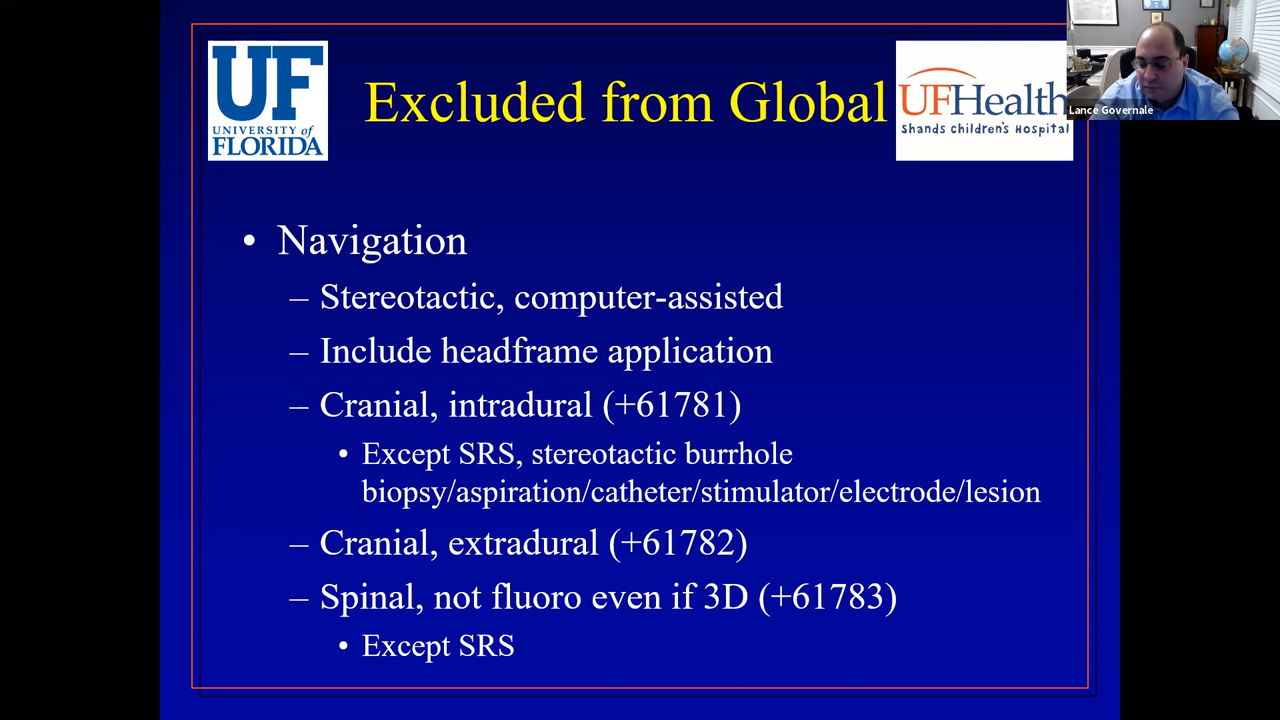 UF
UNIVERSITY of
FLORIDA
Excluded from Global
UFHealth
Shands Children's Hospital
Lance Governale
• Navigation
– Stereotactic, computer-assisted
– Include headframe application
– Cranial, intradural (+61781)
• Except SRS, stereotactic burrhole
biopsy/aspiration/catheter/stimulator/electrode/lesion
– Cranial, extradural (+61782)
– Spinal, not fluoro even if 3D (+61783)
• Except SRS